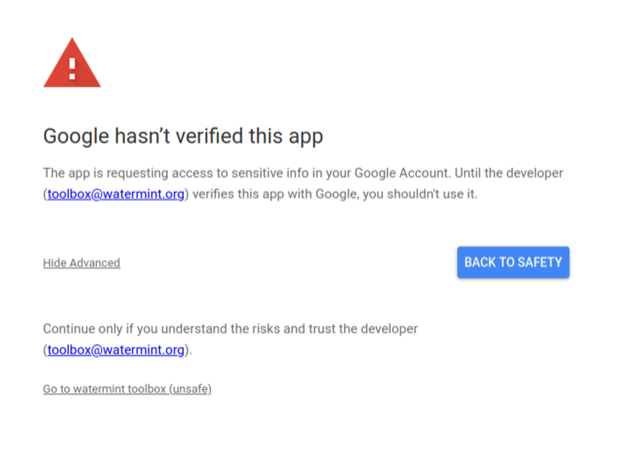 Google hasn’t verified this app
The app is requesting access to sensitive info in your Google Account. Until the developer
(toolbox@watermint.org) verifies this app with Google, you shouldn't use it.
Hide Advanced
BACK TO SAFETY
Continue only if you understand the risks and trust the developer
(toolbox@watermint.org).
Go to watermint toolbox (unsafe)